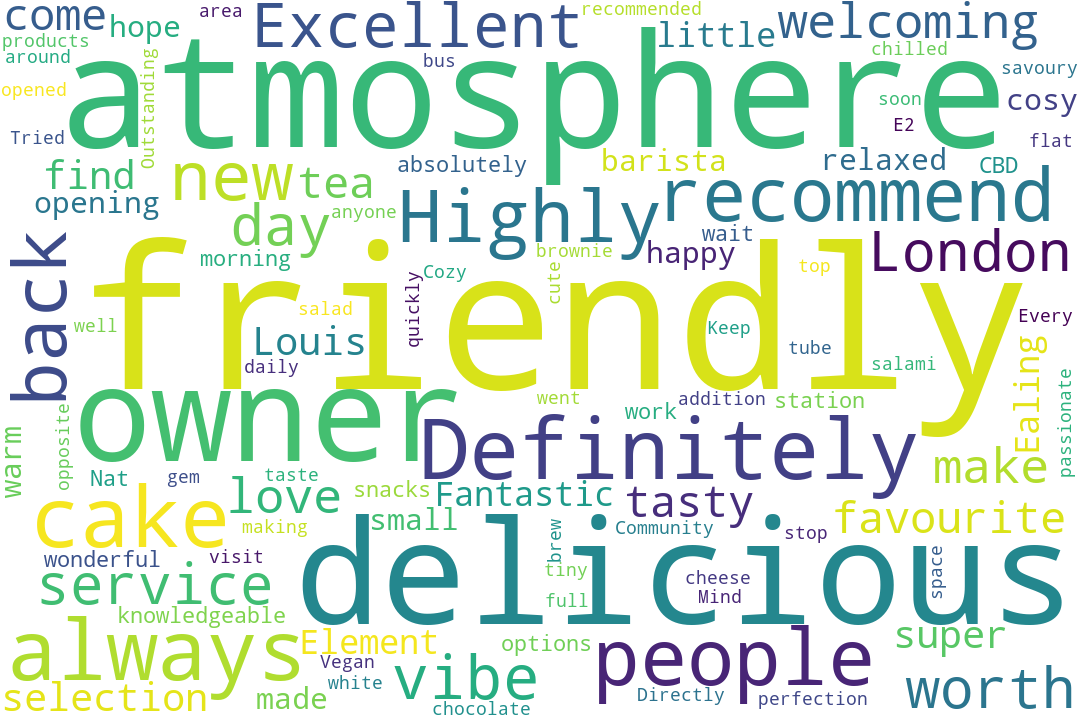 come
hope
area
Excellent
recommended
little
welcoming
products
around
atmosphere
bus
chilled
savoury
opened
Outstanding
soon
cosy
Tried
E2
flat
find
new
tea
absolutely
barista
relaxed
CBD
opening
day
anyone
Highly
recommend
back
morning
Cozy
brownie
wait
happy
London
friendly
quickly
cute
top
well
salad
Louis
daily
Keep
tube
Every
salami
Ealing
owner
went
work
addition
station
passionate
warm
opposite
Definitely
make
Nat
gem
taste
love
snacks
Fantastic
tasty
cake
making
small
brew
Community
stop
favourite
wonderful
visit
delicious
service
tiny
cheese
space
full
Mind
knowledgeable
always
Element
options
people
super
Vegan
white
vibe
selection
made
chocolate
Directly
perfection
worth